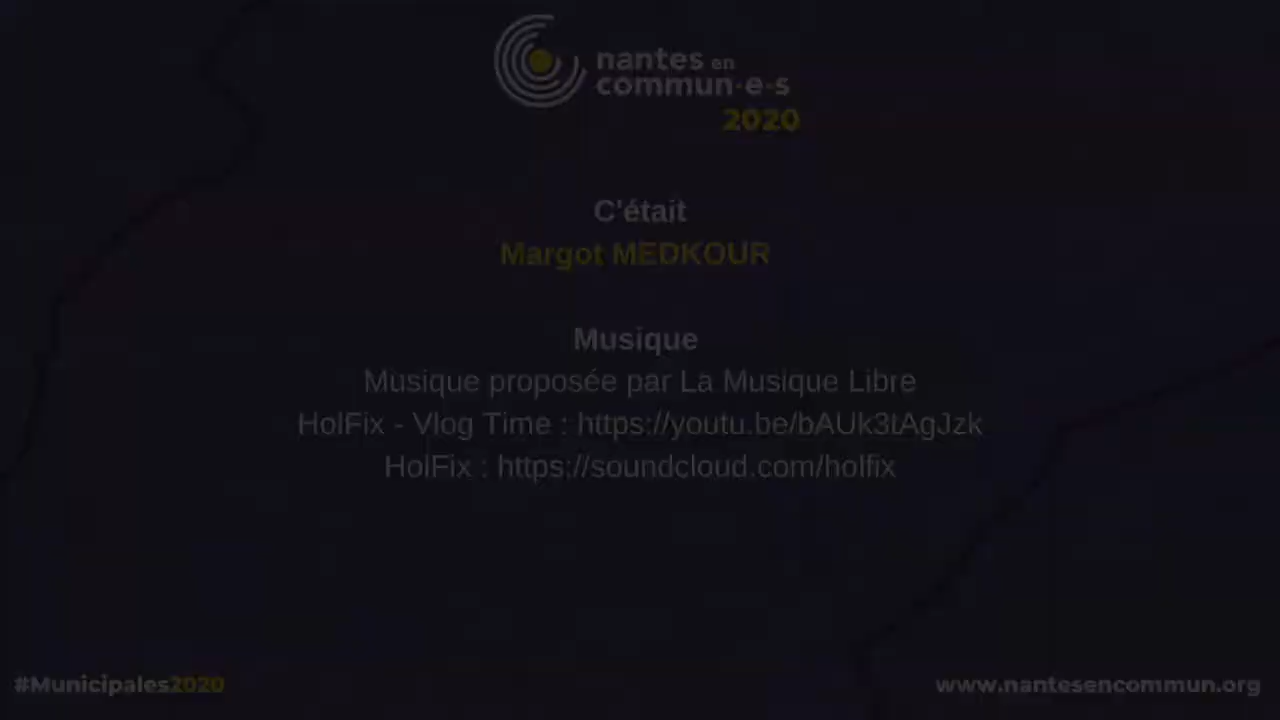 nantes en
commun·e·s
2020
C'était
Margot MEDKOUR
Musique
Musique proposée par La Musique Libre
HolFix - Vlog Time : https://youtu.be/bAUk3tAgJzk
HolFix : https://soundcloud.com/holfix
#Municipales2020
www.nantesencommun.org